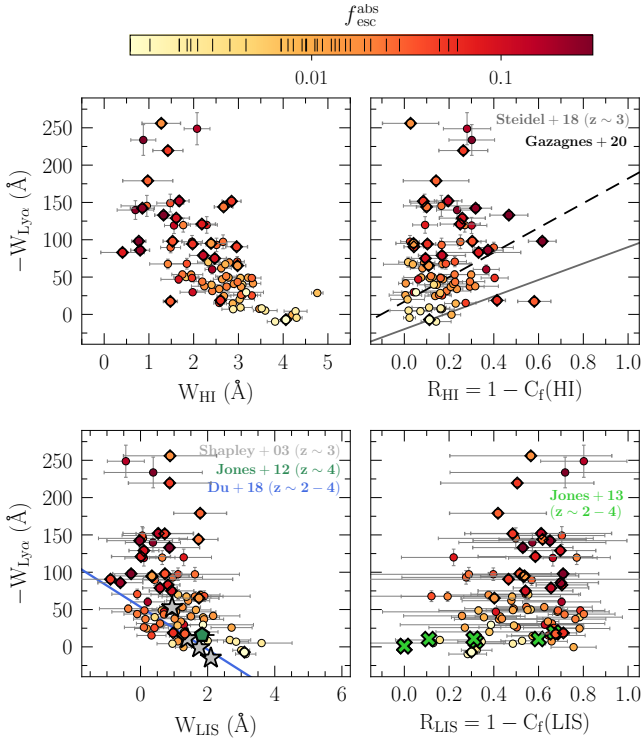 f_esc^abs
0.01 0.1
Steidel + 18 (z ∼ 3)
Gazagnes + 20
−W_Lyα (Å)
250
200
150
100
50
0
0 1 2 3 4 5
W_HI (Å)
0.0 0.2 0.4 0.6 0.8 1.0
R_HI = 1 − C_f(HI)
Shapley + 03 (z ∼ 3)
Jones + 12 (z ∼ 4)
Du + 18 (z ∼ 2 − 4)
Jones + 13
(z ∼ 2 − 4)
−W_Lyα (Å)
250
200
150
100
50
0
0 2 4 6
W_LIS (Å)
0.0 0.2 0.4 0.6 0.8 1.0
R_LIS = 1 − C_f(LIS)